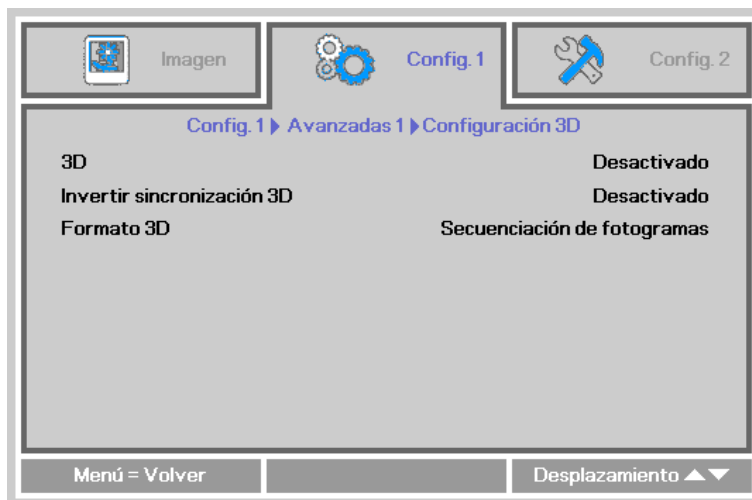 Imagen
Config. 1
Config. 2
Config. 1 Avanzadas 1 Configuración 3D
3D Desactivado
Invertir sincronización 3D Desactivado
Formato 3D Secuenciación de fotogramas
Menú = Volver
Desplazamiento ▲▼